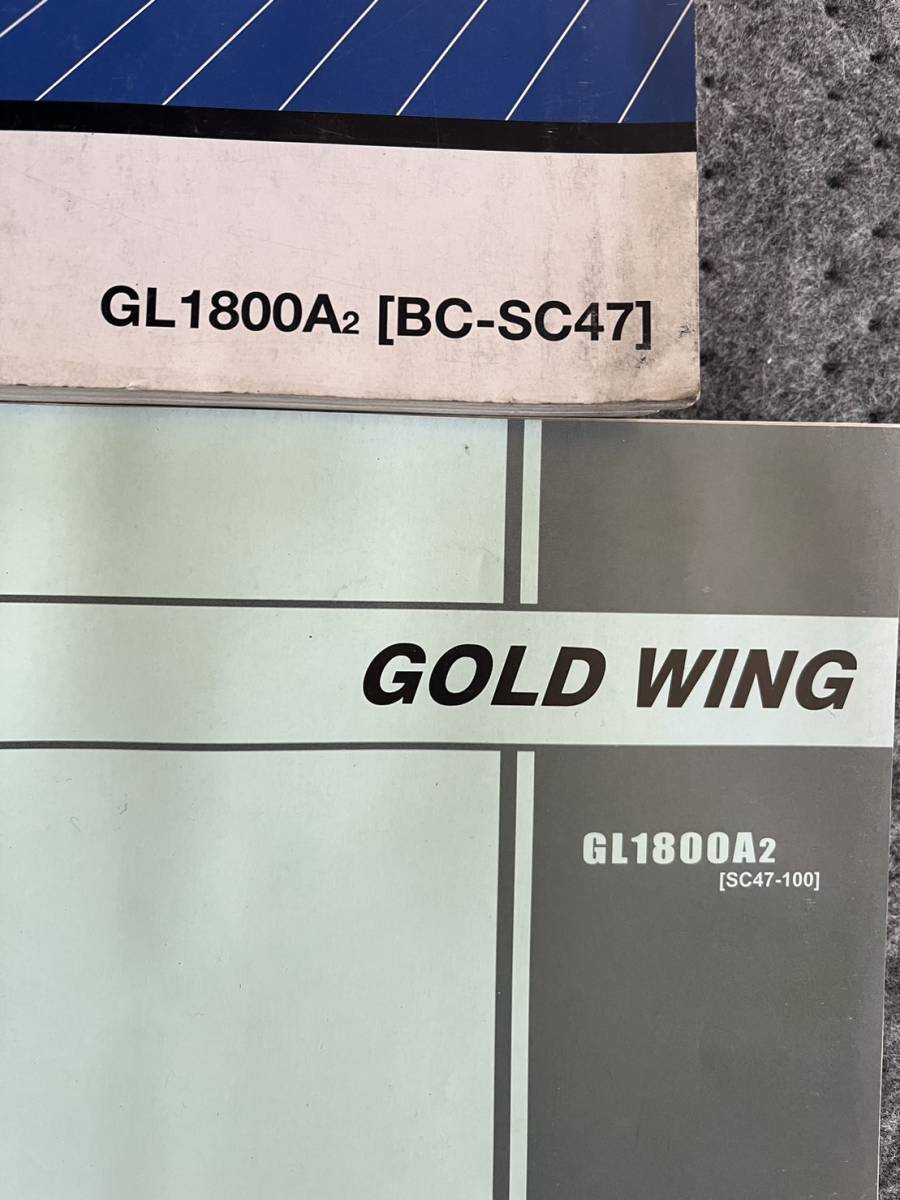 GL1800A2 [BC-SC47]
GOLD WING
GL1800A2
[SC47-100]